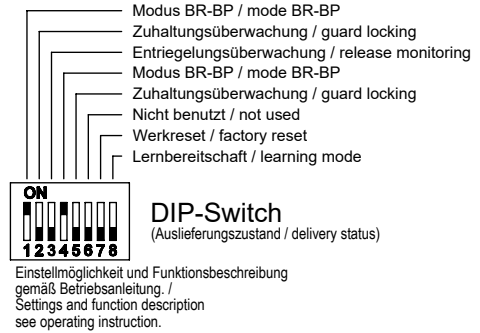 Modus BR-BP / mode BR-BP
Zuhaltungsüberwachung / guard locking
Entriegelungsüberwachung / release monitoring
Modus BR-BP / mode BR-BP
Zuhaltungsüberwachung / guard locking
Nicht benutzt / not used
Werkreset / factory reset
Lernbereitschaft / learning mode
ON
12345678
DIP-Switch
(Auslieferungszustand / delivery status)
Einstellmöglichkeit und Funktionsbeschreibung
gemäß Betriebsanleitung. /
Settings and function description
see operating instruction.